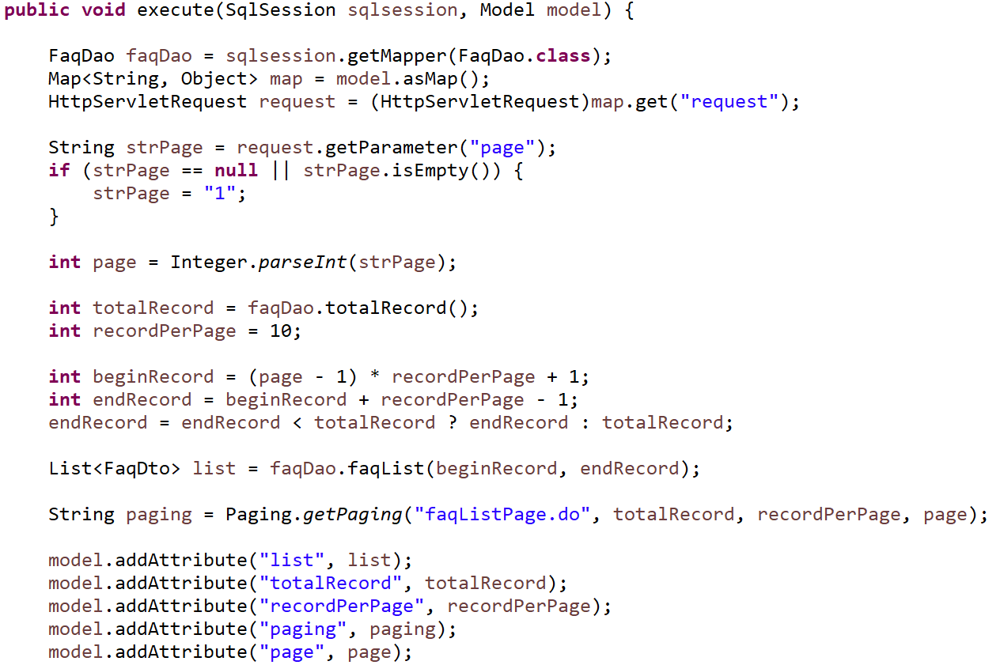 public void execute(SqlSession sqlsession, Model model) {
    FaqDao faqDao = sqlsession.getMapper(FaqDao.class);
    Map<String, Object> map = model.asMap();
    HttpServletRequest request = (HttpServletRequest)map.get("request");
    String strPage = request.getParameter("page");
    if (strPage == null || strPage.isEmpty()) {
        strPage = "1";
    }
    int page = Integer.parseInt(strPage);
    int totalRecord = faqDao.totalRecord();
    int recordPerPage = 10;
    int beginRecord = (page - 1) * recordPerPage + 1;
    int endRecord = beginRecord + recordPerPage - 1;
    endRecord = endRecord < totalRecord ? endRecord : totalRecord;
    List<FaqDto> list = faqDao.faqList(beginRecord, endRecord);
    String paging = Paging.getPaging("faqListPage.do", totalRecord, recordPerPage, page);
    model.addAttribute("list", list);
    model.addAttribute("totalRecord", totalRecord);
    model.addAttribute("recordPerPage", recordPerPage);
    model.addAttribute("paging", paging);
    model.addAttribute("page", page);